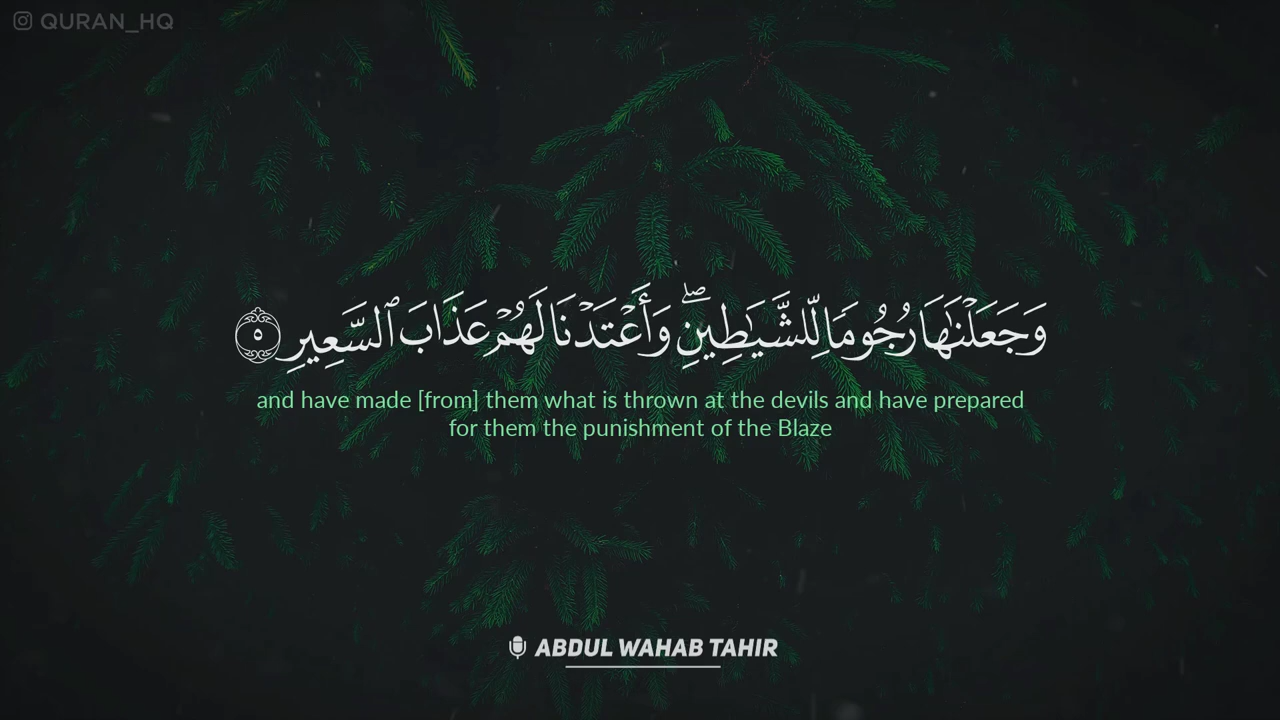 QURAN_HQ
وَجَعَلْنَٰهَا رُجُومًا لِّلشَّيَٰطِينِ ۖ وَأَعْتَدْنَا لَهُمْ عَذَابَ ٱلسَّعِيرِ ٥
and have made [from] them what is thrown at the devils and have prepared
for them the punishment of the Blaze
ABDUL WAHAB TAHIR